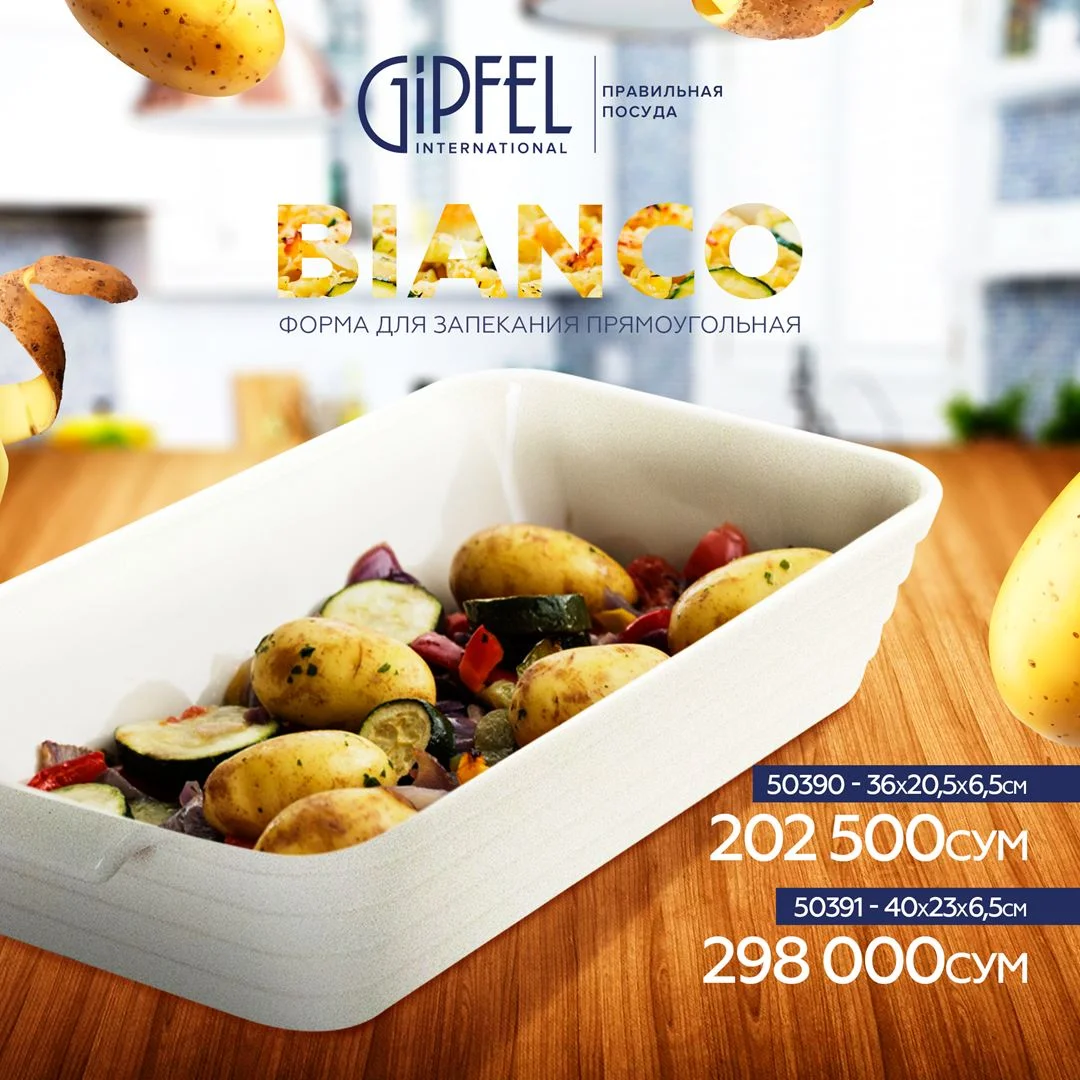 GiPFEL
INTERNATIONAL
ПРАВИЛЬНАЯ
ПОСУДА
BIANCO
ФОРМА ДЛЯ ЗАПЕКАНИЯ ПРЯМОУГОЛЬНАЯ
50390 - 36x20,5x6,5см
202 500сум
50391 - 40x23x6,5см
298 000сум